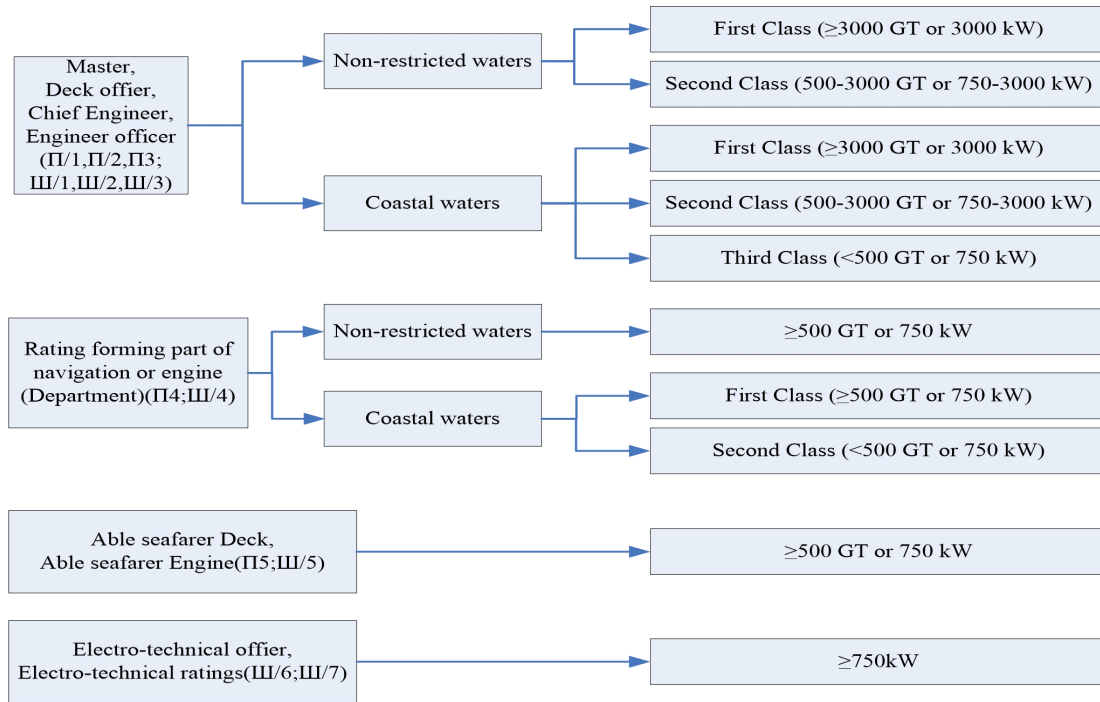 Master,
Deck offier,
Chief Engineer,
Engineer officer
(П/1,П/2,П3;
Ш/1,Ш/2,Ш/3)
Non-restricted waters
First Class (≥3000 GT or 3000 kW)
Second Class (500-3000 GT or 750-3000 kW)
Coastal waters
First Class (≥3000 GT or 3000 kW)
Second Class (500-3000 GT or 750-3000 kW)
Third Class (<500 GT or 750 kW)
Rating forming part of
navigation or engine
(Department)(П4;Ш/4)
Non-restricted waters
≥500 GT or 750 kW
Coastal waters
First Class (≥500 GT or 750 kW)
Second Class (<500 GT or 750 kW)
Able seafarer Deck,
Able seafarer Engine(П5;Ш/5)
≥500 GT or 750 kW
Electro-technical offier,
Electro-technical ratings(Ш/6;Ш/7)
≥750kW